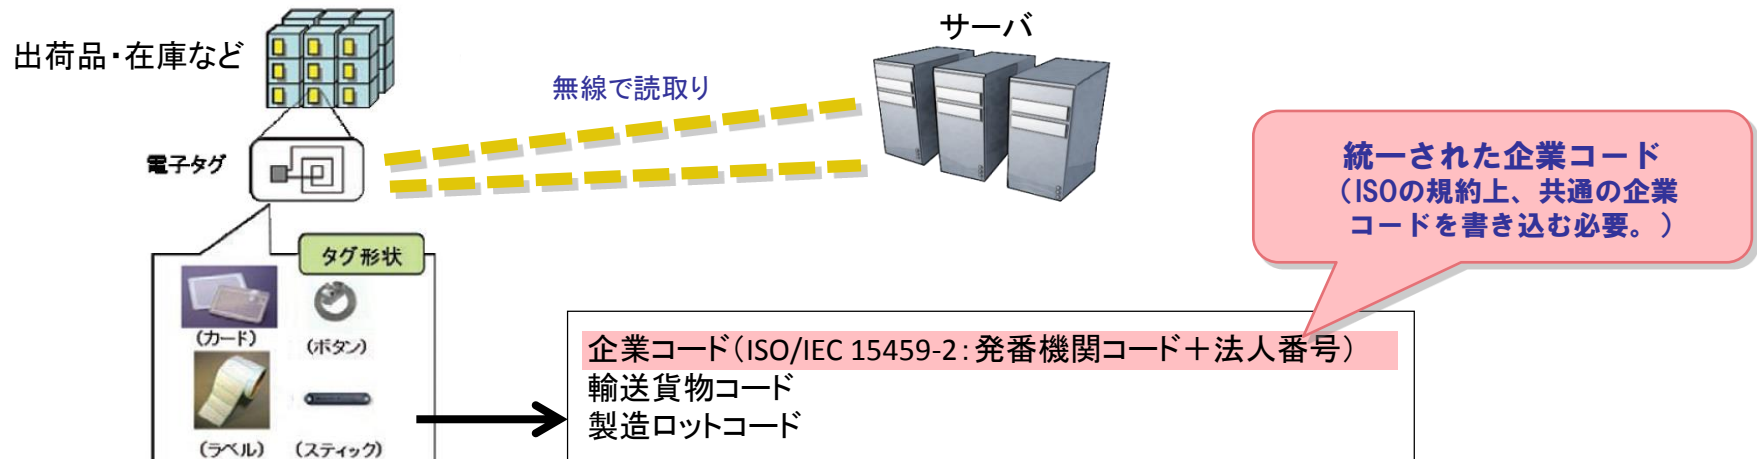 サーバ
出荷品・在庫など
無線で読取り
電子タグ
統一された企業コード
（ISOの規約上、共通の企業
コードを書き込む必要。）
タグ形状
（カード）
（ボタン）
（ラベル）
（スティック）
企業コード（ISO/IEC 15459-2：発番機関コード＋法人番号）
輸送貨物コード
製造ロットコード